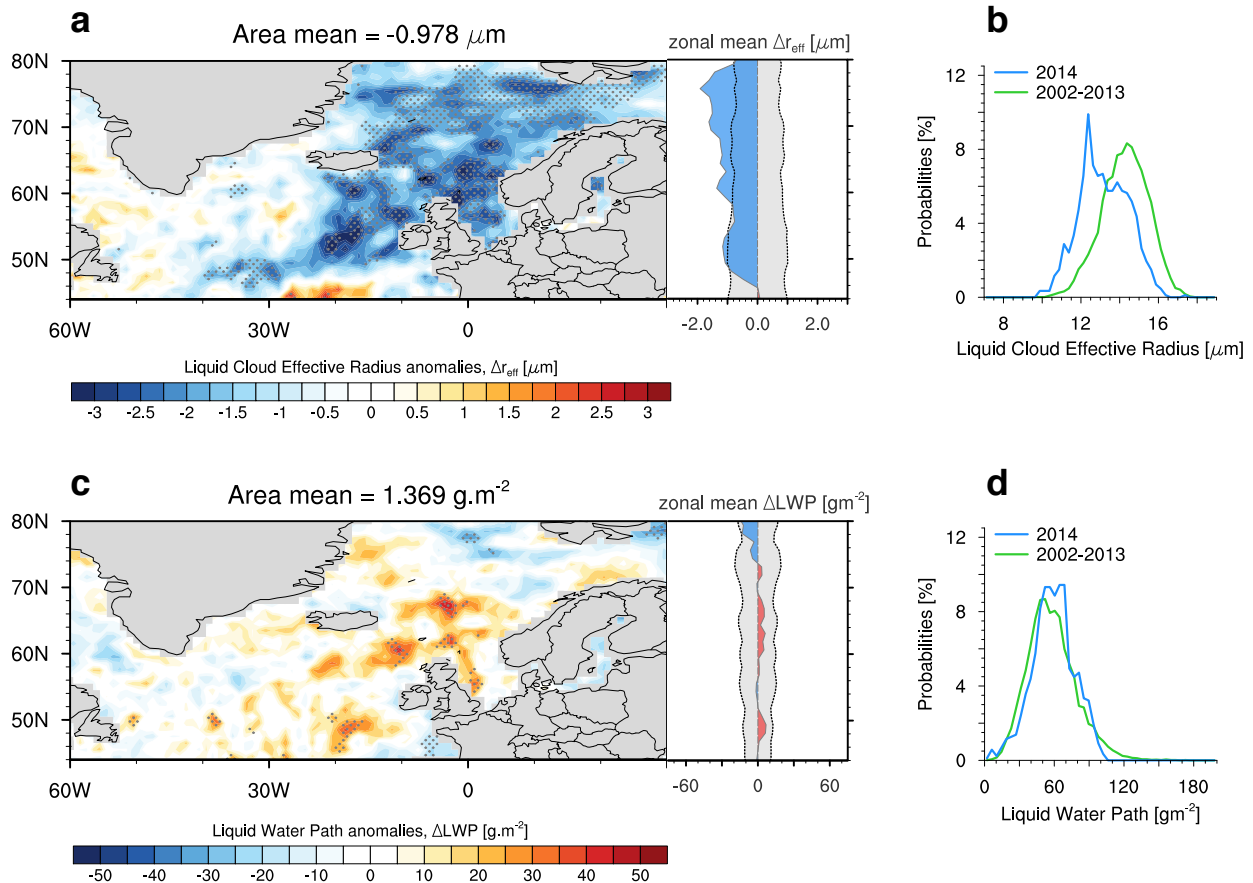 a
Area mean = -0.978 μm
zonal mean Δr_eff [μm]
80N
70N
60N
50N
60W
30W
0
-2.0
0.0
2.0
Liquid Cloud Effective Radius anomalies, Δr_eff [μm]
-3 -2.5 -2 -1.5 -1 -0.5 0 0.5 1 1.5 2 2.5 3
b
12
8
4
0
Probabilities [%]
2014
2002-2013
8 12 16
Liquid Cloud Effective Radius [μm]
c
Area mean = 1.369 g.m⁻²
zonal mean ΔLWP [gm⁻²]
80N
70N
60N
50N
60W
30W
0
-60
0
60
Liquid Water Path anomalies, ΔLWP [g.m⁻²]
-50 -40 -30 -20 -10 0 10 20 30 40 50
d
12
8
4
0
Probabilities [%]
2014
2002-2013
0 60 120 180
Liquid Water Path [gm⁻²]